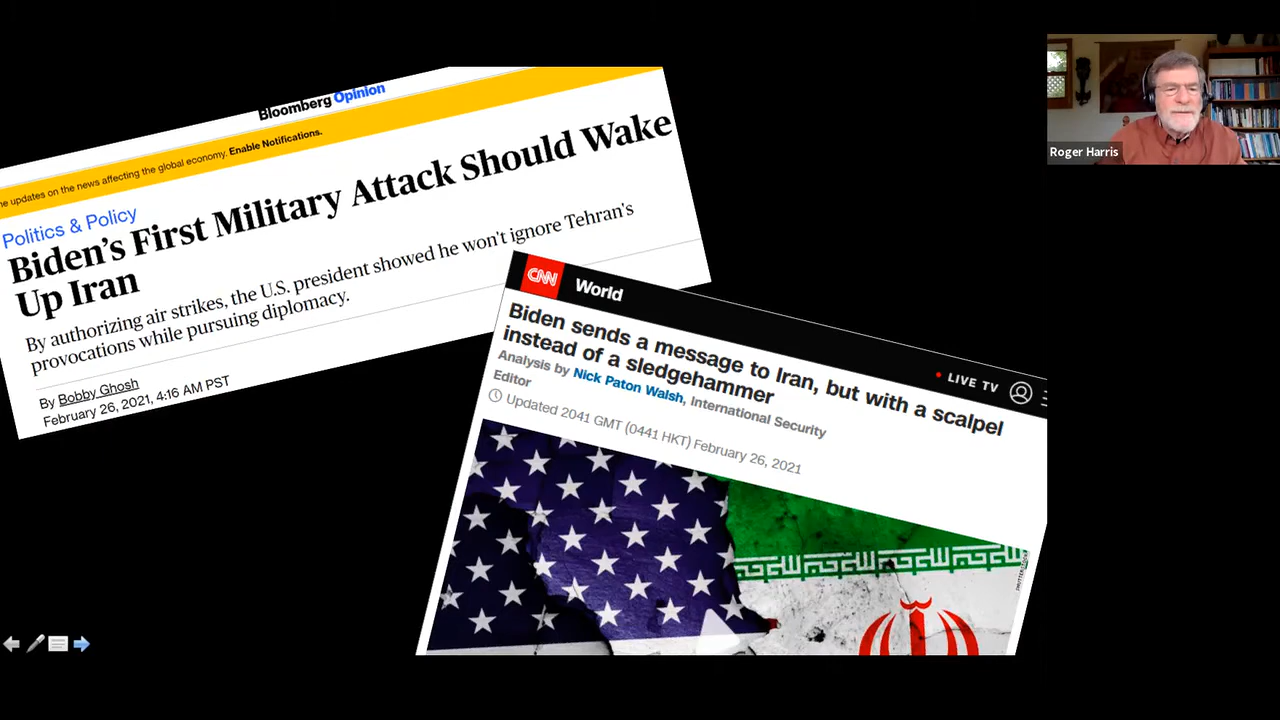 Bloomberg Opinion
he updates on the news affecting the global economy. Enable Notifications.
Politics & Policy
Biden's First Military Attack Should Wake
Up Iran
By authorizing air strikes, the U.S. president showed he won't ignore Tehran's
provocations while pursuing diplomacy.
By Bobby Ghosh
February 26, 2021, 4:16 AM PST
CNN World
LIVE TV
Biden sends a message to Iran, but with a scalpel
instead of a sledgehammer
Analysis by Nick Paton Walsh, International Security
Editor
Updated 2041 GMT (0441 HKT) February 26, 2021
SHUTTERSTOCK
Roger Harris